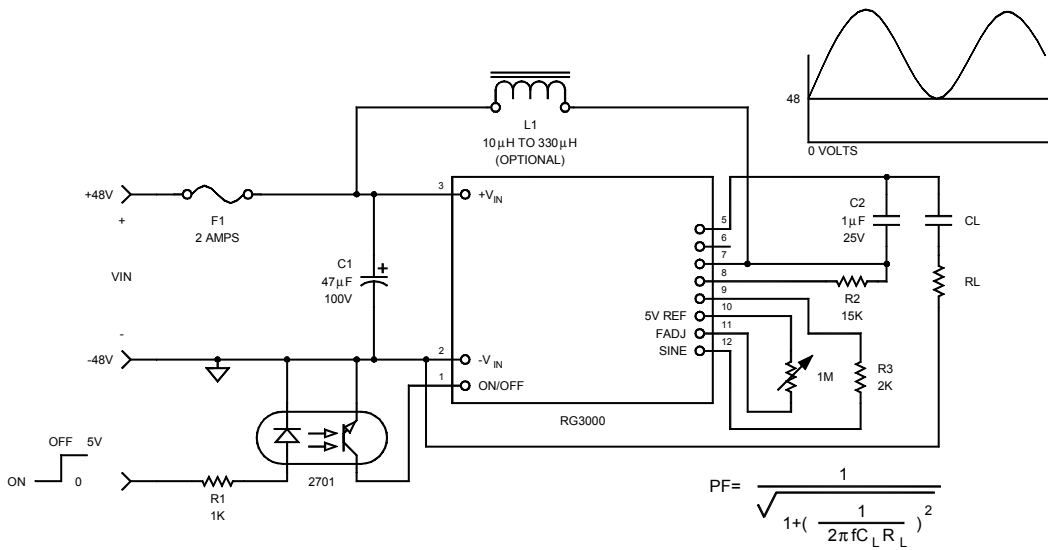 48
0 VOLTS
L1
10µH TO 330µH
(OPTIONAL)
+48V
+
F1
2 AMPS
3
+VIN
C1
47µF
100V
+
VIN
-
-48V
2
-VIN
1
ON/OFF
RG3000
5
6
7
8
9
10
11
12
5V REF
FADJ
SINE
C2
1µF
25V
CL
RL
R2
15K
1M
R3
2K
OFF 5V
ON 0
R1
1K
2701
PF= 1
√ 1+( 1 )2
2πfCLRL